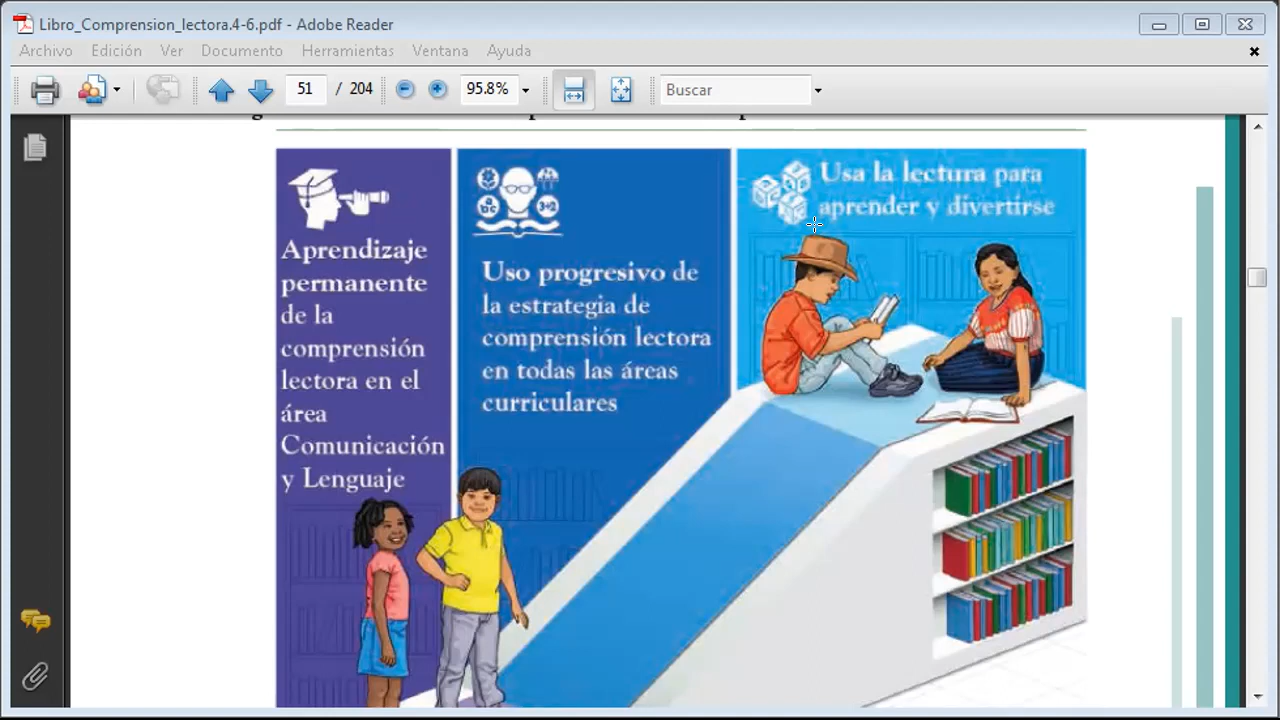 Libro_Comprension_lectora.4-6.pdf - Adobe Reader
Archivo Edición Ver Documento Herramientas Ventana Ayuda
51 / 204 95.8% Buscar
Usa la lectura para
aprender y divertirse
Aprendizaje
permanente
de la
comprensión
lectora en el
área
Comunicación
y Lenguaje
Uso progresivo de
la estrategia de
comprensión lectora
en todas las áreas
curriculares